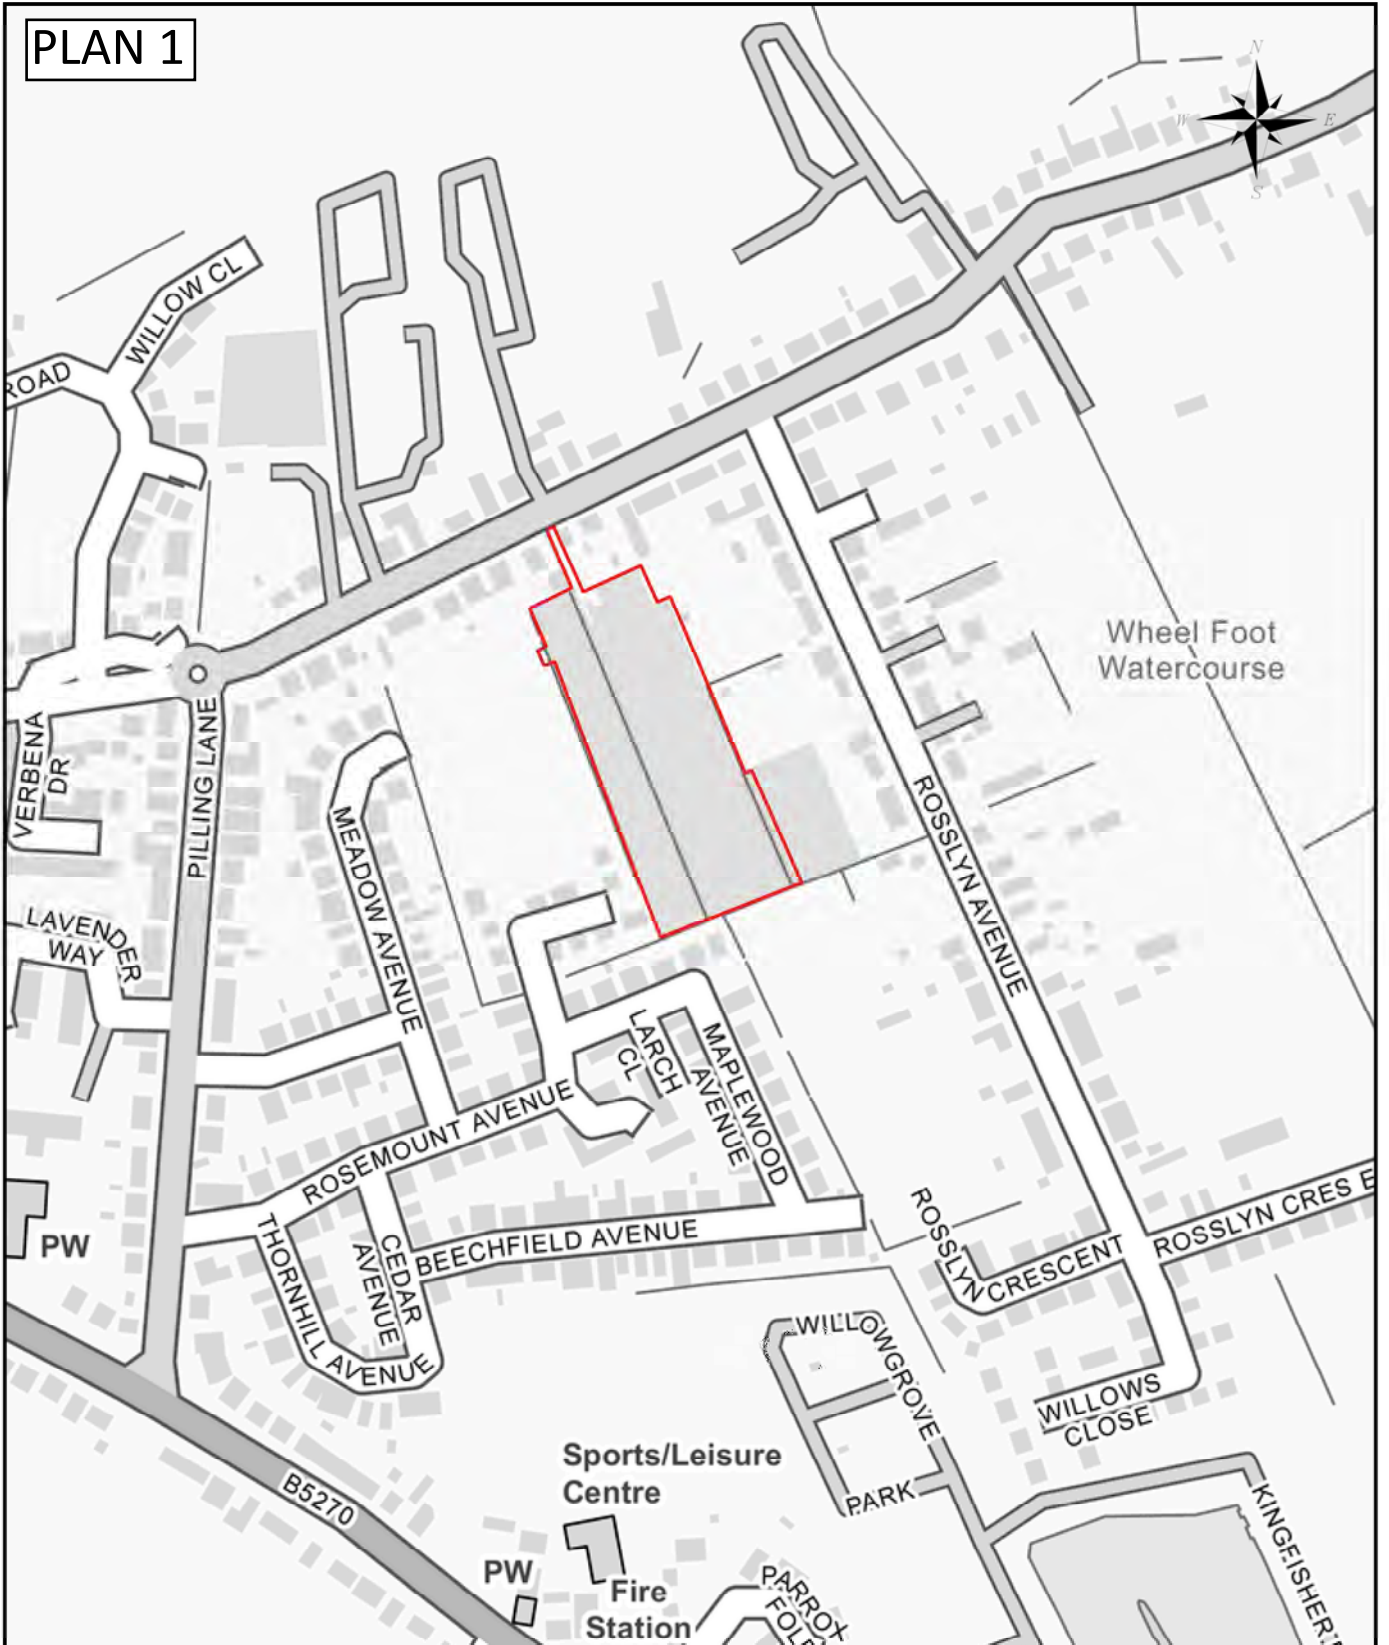 PLAN 1
N
W
E
S
WILLOW CL
ROAD
Wheel Foot
Watercourse
VERBENA
DR
PILLING LANE
MEADOW AVENUE
ROSSLYN AVENUE
LAVENDER
WAY
LARCH
CL
MAPLEWOOD
AVENUE
ROSEMOUNT AVENUE
THORNHILL AVENUE
CEDAR
AVENUE
BEECHFIELD AVENUE
ROSSLYN
CRESCENT
ROSSLYN CRES E
PW
WILLOWGROVE
PARK
WILLOWS
CLOSE
B5270
Sports/Leisure
Centre
PW
Fire
Station
PARROX
FOL
KINGFISHER